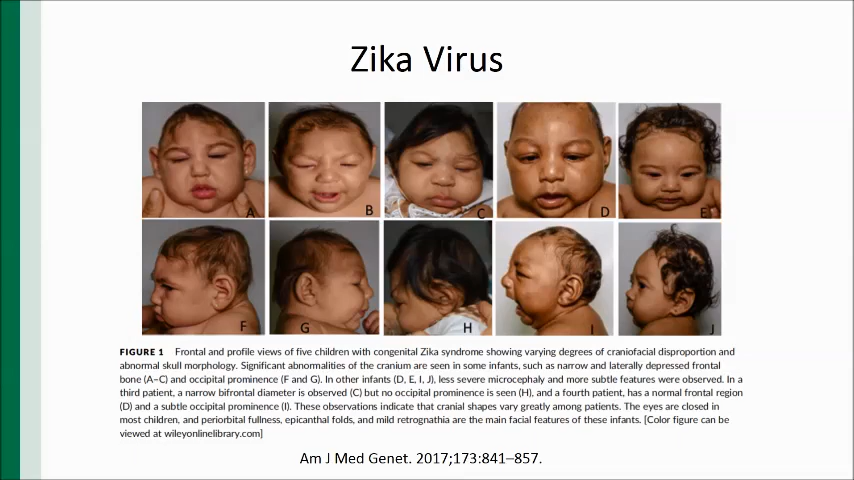 Zika Virus
A B C D E
F G H I J
FIGURE 1 Frontal and profile views of five children with congenital Zika syndrome showing varying degrees of craniofacial disproportion and
abnormal skull morphology. Significant abnormalities of the cranium are seen in some infants, such as narrow and laterally depressed frontal
bone (A–C) and occipital prominence (F and G). In other infants (D, E, I, J), less severe microcephaly and more subtle features were observed. In a
third patient, a narrow bifrontal diameter is observed (C) but no occipital prominence is seen (H), and a fourth patient, has a normal frontal region
(D) and a subtle occipital prominence (I). These observations indicate that cranial shapes vary greatly among patients. The eyes are closed in
most children, and periorbital fullness, epicanthal folds, and mild retrognathia are the main facial features of these infants. [Color figure can be
viewed at wileyonlinelibrary.com]
Am J Med Genet. 2017;173:841–857.